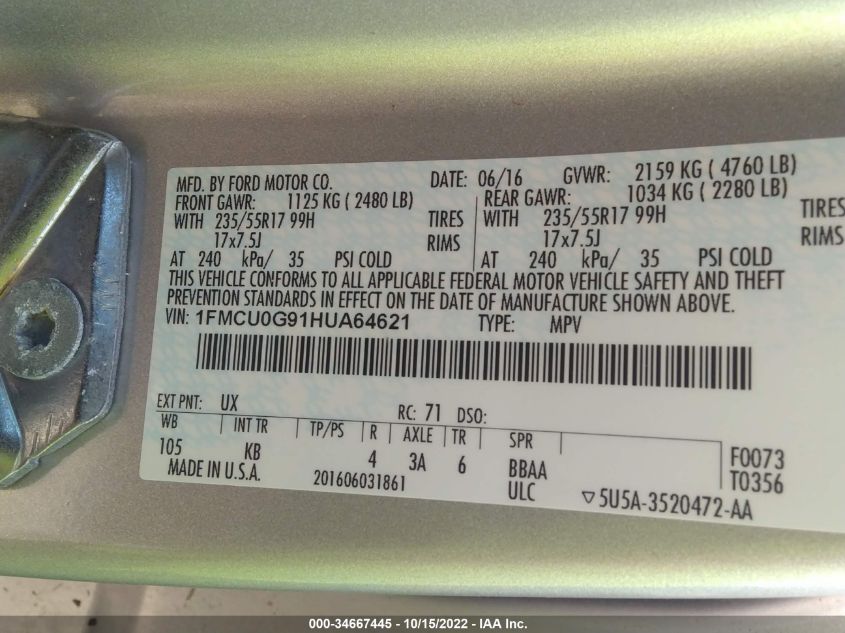 MFD. BY FORD MOTOR CO. DATE: 06/16 GVWR: 2159 KG ( 4760 LB)
FRONT GAWR: 1125 KG ( 2480 LB) REAR GAWR: 1034 KG ( 2280 LB)
WITH 235/55R17 99H TIRES WITH 235/55R17 99H TIRES
17x7.5J RIMS 17x7.5J RIMS
AT 240 kPa/ 35 PSI COLD AT 240 kPa/ 35 PSI COLD
THIS VEHICLE CONFORMS TO ALL APPLICABLE FEDERAL MOTOR VEHICLE SAFETY AND THEFT
PREVENTION STANDARDS IN EFFECT ON THE DATE OF MANUFACTURE SHOWN ABOVE.
VIN: 1FMCU0G91HUA64621 TYPE: MPV
EXT PNT: UX RC: 71 DSO:
WB INT TR TP/PS R AXLE TR SPR
105 KB 4 3A 6 BBAA F0073
MADE IN U.S.A. 201606031861 ULC T0356
▽5U5A-3520472-AA
000-34667445 - 10/15/2022 - IAA Inc.